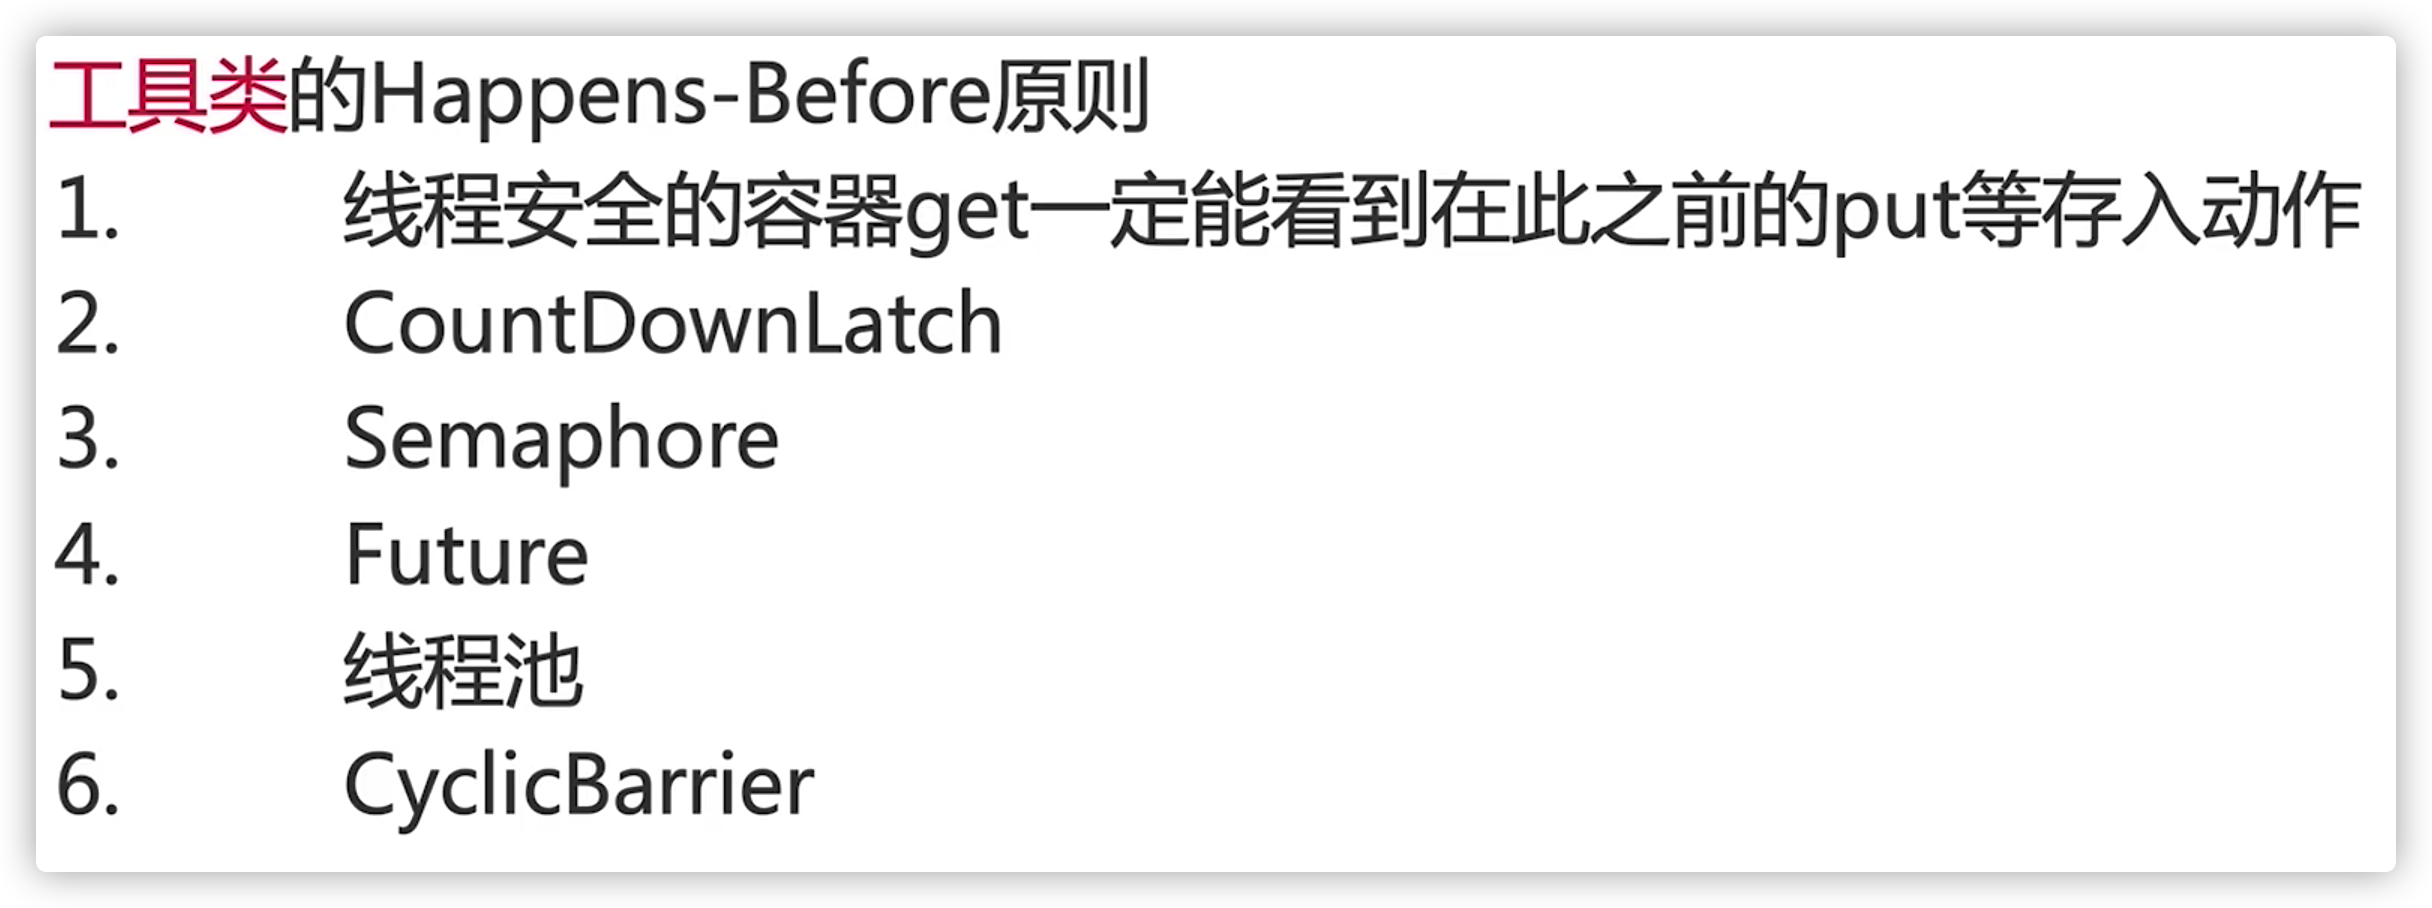 工具类的Happens-Before原则
1. 线程安全的容器get一定能看到在此之前的put等存入动作
2. CountDownLatch
3. Semaphore
4. Future
5. 线程池
6. CyclicBarrier